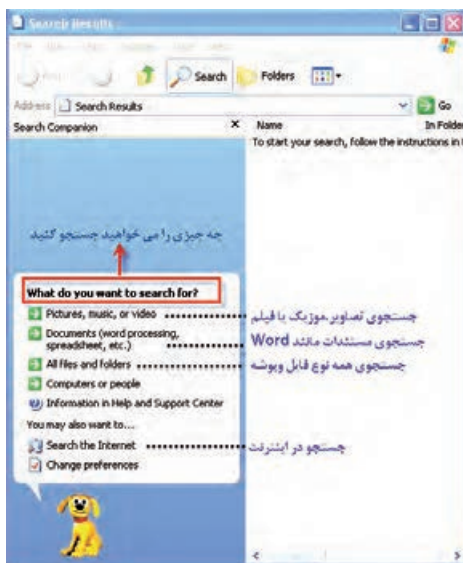 Search Results
Search
Folders
Address
Search Results
Go
Search Companion
Name
In Folder
To start your search, follow the instructions in
چه چیزی را می خواهید جستجو کنید
What do you want to search for?
Pictures, music, or video
جستجوی تصاویر،موزیک یا فیلم
Documents (word processing, spreadsheet, etc.)
جستجوی مستندات مانند Word
All files and folders
جستجوی همه نوع فایل وپوشه
Computers or people
Information in Help and Support Center
You may also want to...
Search the Internet
جستجو در اینترنت
Change preferences